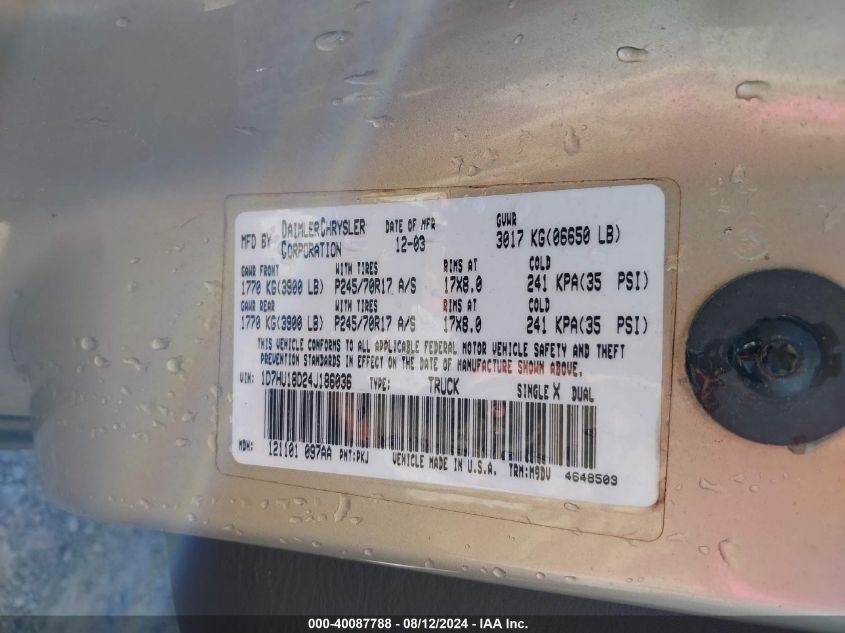 MFD BY DAIMLERCHRYSLER CORPORATION DATE OF MFR 12-03 GVWR 3017 KG(06650 LB)
GAWR FRONT WITH TIRES RIMS AT COLD
1770 KG(3900 LB) P245/70R17 A/S 17X8.0 241 KPA(35 PSI)
GAWR REAR WITH TIRES RIMS AT COLD
1770 KG(3900 LB) P245/70R17 A/S 17X8.0 241 KPA(35 PSI)
THIS VEHICLE CONFORMS TO ALL APPLICABLE FEDERAL MOTOR VEHICLE SAFETY AND THEFT
PREVENTION STANDARDS IN EFFECT ON THE DATE OF MANUFACTURE SHOWN ABOVE.
VIN: 1D7HU18D24J186036 TYPE: TRUCK SINGLE X DUAL
MDH: 121101 097AA PNT:PKJ VEHICLE MADE IN U.S.A. TRM:M9DV 4648503
000-40087788 - 08/12/2024 - IAA Inc.